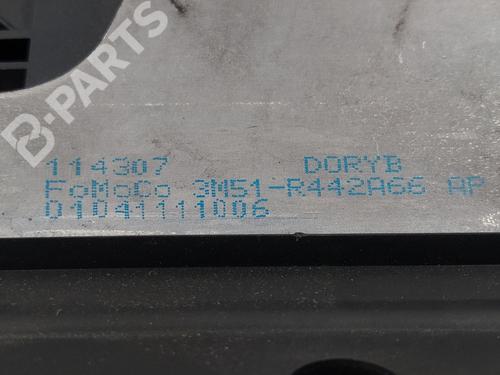 B-PARTS
114307 DORYB
FoMoCo 3M51-R442A66 AP
01041111006